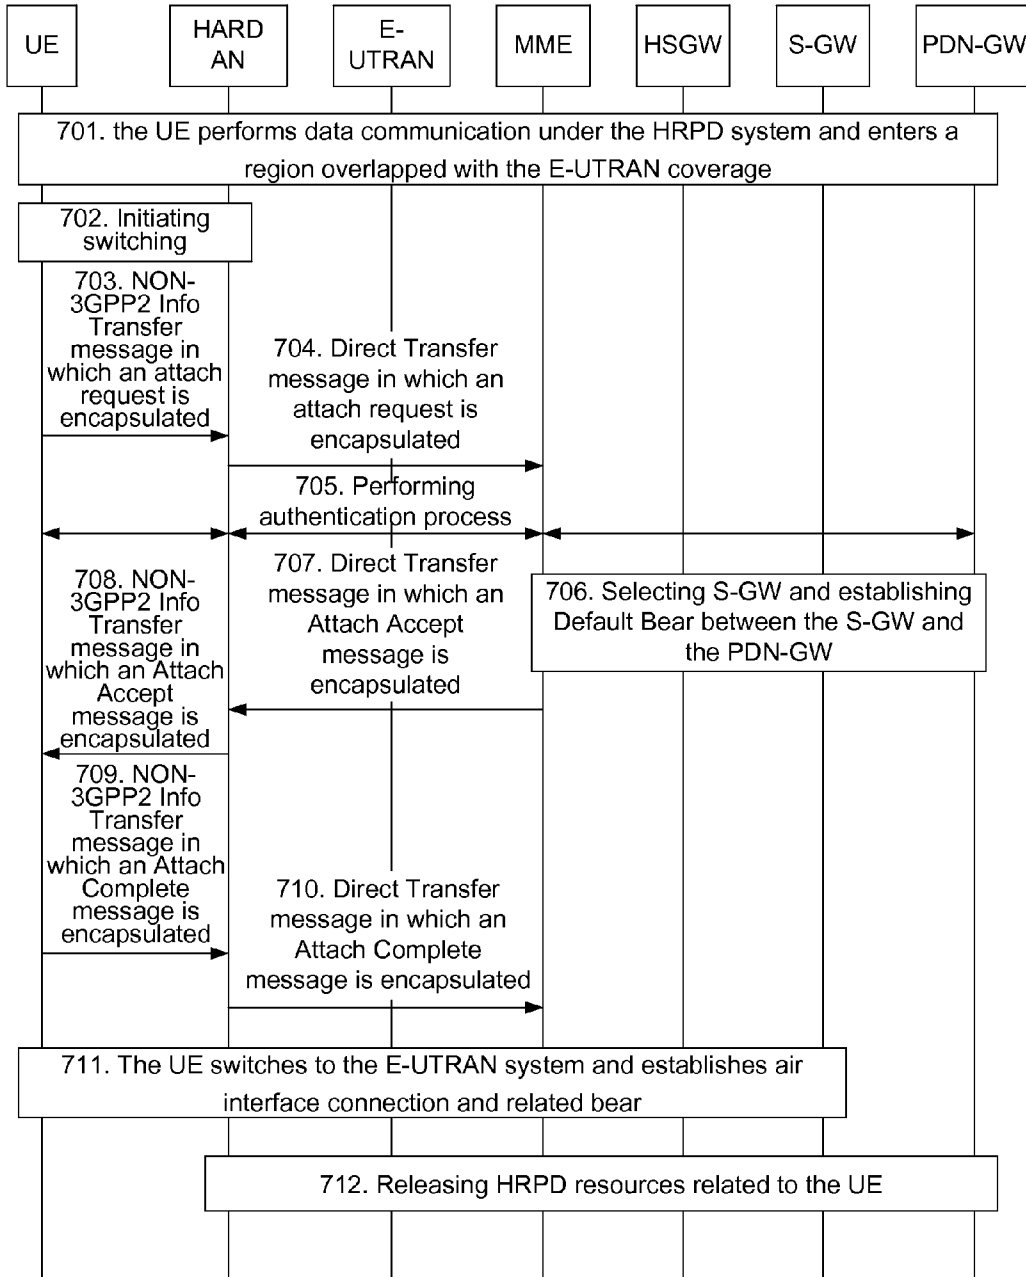 UE
HARD
AN
E-
UTRAN
MME
HSGW
S-GW
PDN-GW
701. the UE performs data communication under the HRPD system and enters a
region overlapped with the E-UTRAN coverage
702. Initiating
switching
703. NON-
3GPP2 Info
Transfer
message in
which an attach
request is
encapsulated
704. Direct Transfer
message in which an
attach request is
encapsulated
705. Performing
authentication process
706. Selecting S-GW and establishing
Default Bear between the S-GW and
the PDN-GW
707. Direct Transfer
message in which an
Attach Accept
message is
encapsulated
708. NON-
3GPP2 Info
Transfer
message in
which an Attach
Accept
message is
encapsulated
709. NON-
3GPP2 Info
Transfer
message in
which an Attach
Complete
message is
encapsulated
710. Direct Transfer
message in which an
Attach Complete
message is encapsulated
711. The UE switches to the E-UTRAN system and establishes air
interface connection and related bear
712. Releasing HRPD resources related to the UE